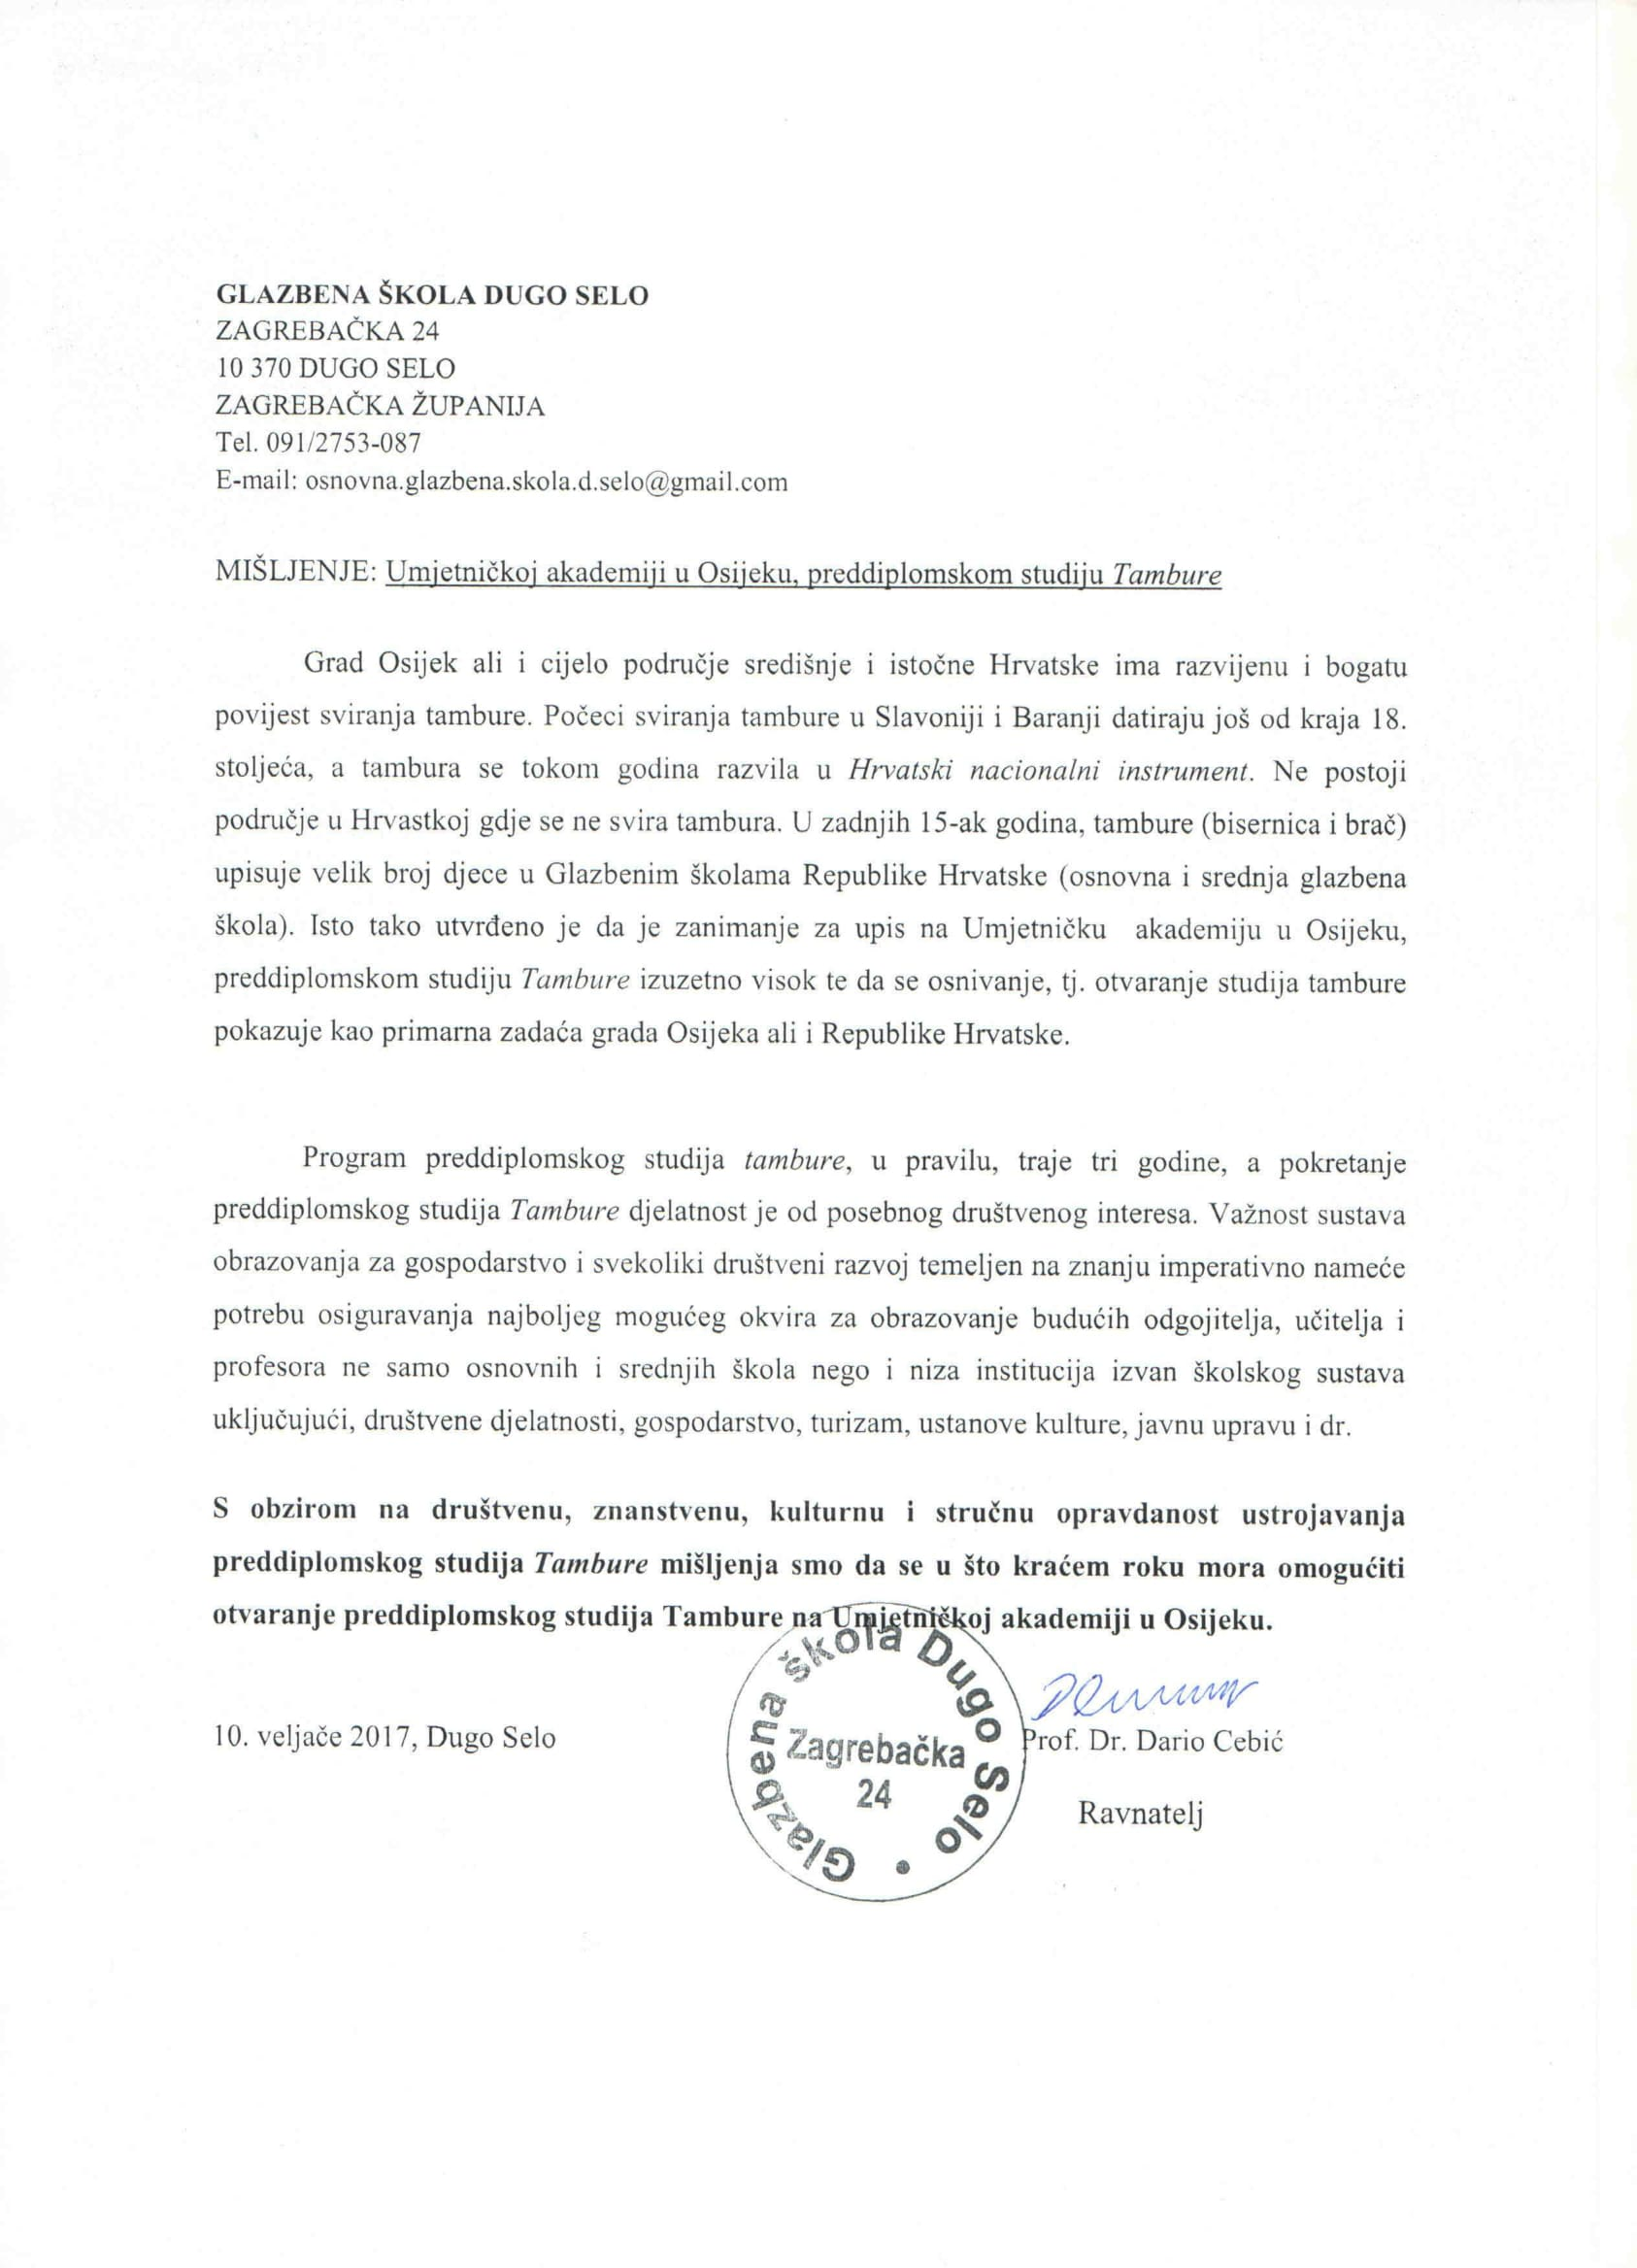 GLAZBENA ŠKOLA DUGO SELO
ZAGREBAČKA 24
10 370 DUGO SELO
ZAGREBAČKA ŽUPANIJA
Tel. 091/2753-087
E-mail: osnovna.glazbena.skola.d.selo@gmail.com
MIŠLJENJE: Umjetničkoj akademiji u Osijeku, preddiplomskom studiju Tambure
Grad Osijek ali i cijelo područje središnje i istočne Hrvatske ima razvijenu i bogatu
povijest sviranja tambure. Počeci sviranja tambure u Slavoniji i Baranji datiraju još od kraja 18.
stoljeća, a tambura se tokom godina razvila u Hrvatski nacionalni instrument. Ne postoji
područje u Hrvastkoj gdje se ne svira tambura. U zadnjih 15-ak godina, tambure (bisernica i brač)
upisuje velik broj djece u Glazbenim školama Republike Hrvatske (osnovna i srednja glazbena
škola). Isto tako utvrđeno je da je zanimanje za upis na Umjetničku akademiju u Osijeku,
preddiplomskom studiju Tambure izuzetno visok te da se osnivanje, tj. otvaranje studija tambure
pokazuje kao primarna zadaća grada Osijeka ali i Republike Hrvatske.
Program preddiplomskog studija tambure, u pravilu, traje tri godine, a pokretanje
preddiplomskog studija Tambure djelatnost je od posebnog društvenog interesa. Važnost sustava
obrazovanja za gospodarstvo i svekoliki društveni razvoj temeljen na znanju imperativno nameće
potrebu osiguravanja najboljeg mogućeg okvira za obrazovanje budućih odgojitelja, učitelja i
profesora ne samo osnovnih i srednjih škola nego i niza institucija izvan školskog sustava
uključujući, društvene djelatnosti, gospodarstvo, turizam, ustanove kulture, javnu upravu i dr.
S obzirom na društvenu, znanstvenu, kulturnu i stručnu opravdanost ustrojavanja
preddiplomskog studija Tambure mišljenja smo da se u što kraćem roku mora omogućiti
otvaranje preddiplomskog studija Tambure na Umjetničkoj akademiji u Osijeku.
10. veljače 2017, Dugo Selo
Glazbena škola Dugo Selo •
Zagrebačka
24
Prof. Dr. Dario Cebić
Ravnatelj